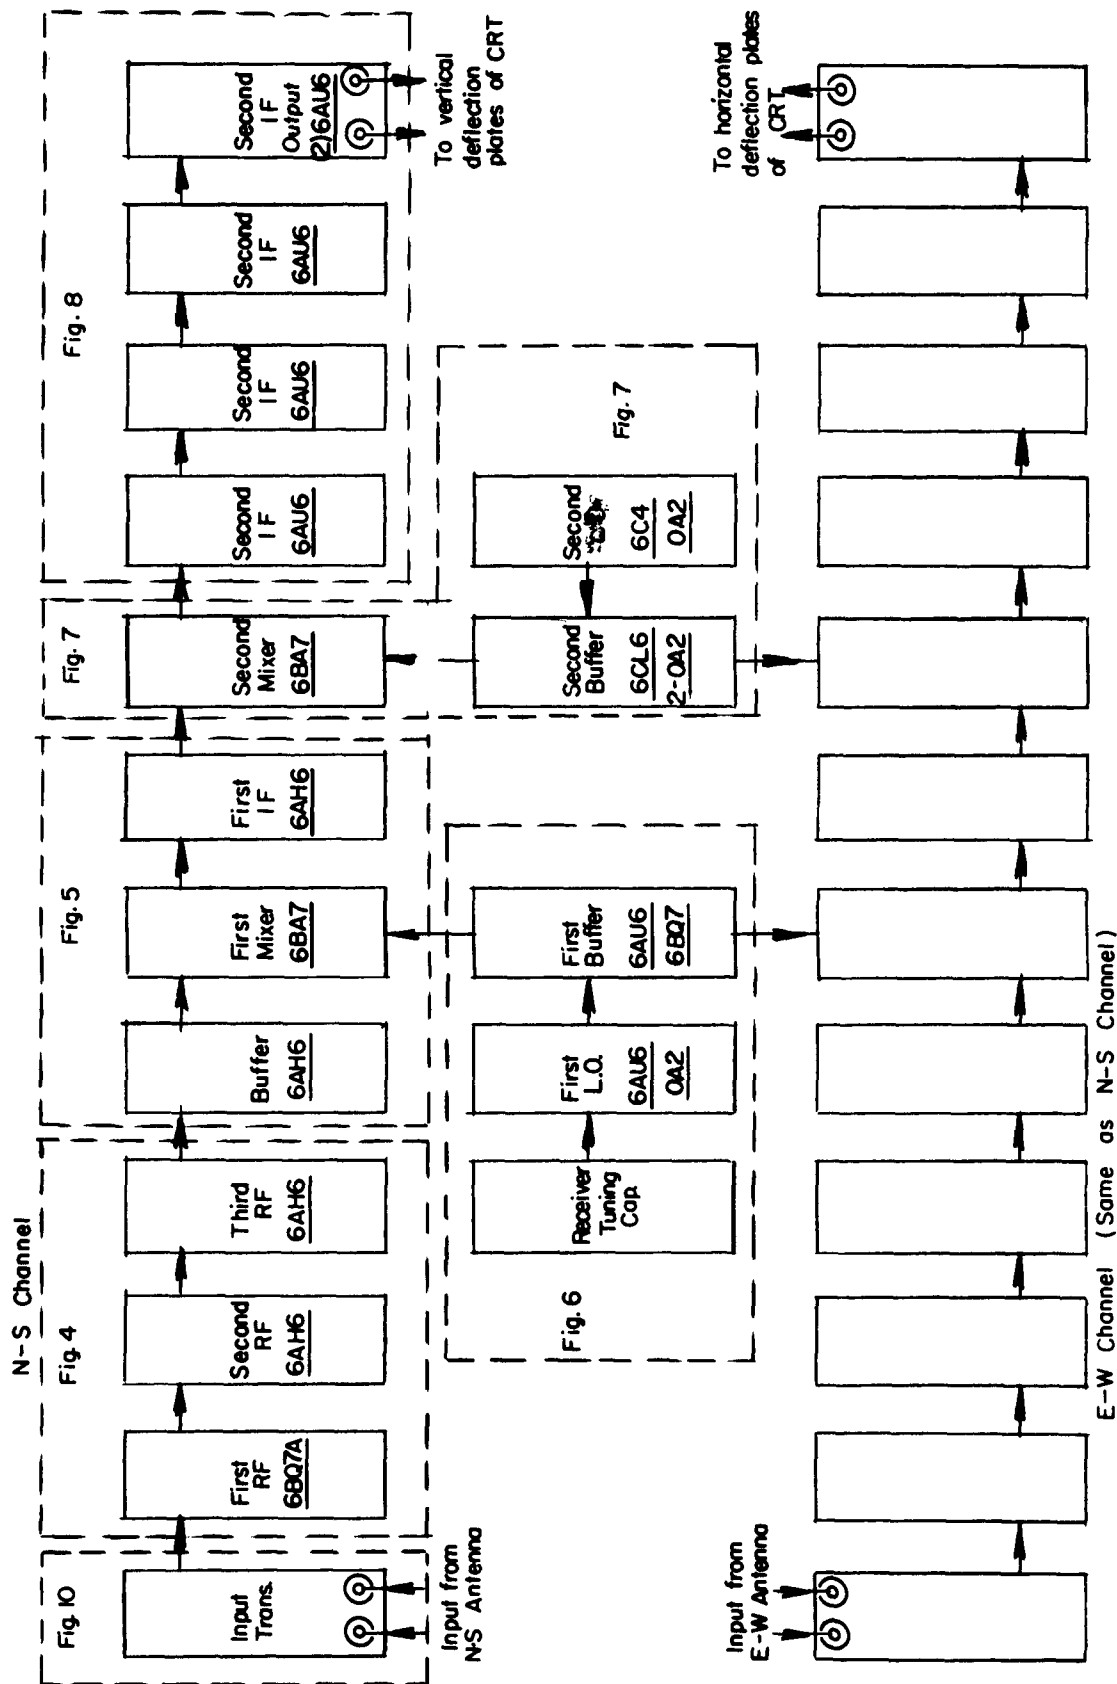 N-S Channel
Fig. 10
Input
Trans.
Input from
N-S Antenna
Fig. 4
First
RF
6BQ7A
Second
RF
6AH6
Third
RF
6AH6
Fig. 5
Buffer
6AH6
First
Mixer
6BA7
First
IF
6AH6
Fig. 7
Second
Mixer
6BA7
Fig. 8
Second
IF
6AU6
Second
IF
6AU6
Second
IF
6AU6
Second
IF
Output
(2)6AU6
To vertical
deflection
plates of CRT
Fig. 6
Receiver
Tuning
Cap.
First
L.O.
6AU6
OA2
First
Buffer
6AU6
6BQ7
Second
Buffer
6CL6
2-OA2
Second
6C4
OA2
Fig. 7
Input from
E-W Antenna
To horizontal
deflection plates
of CRT
E-W Channel (Same as N-S Channel)